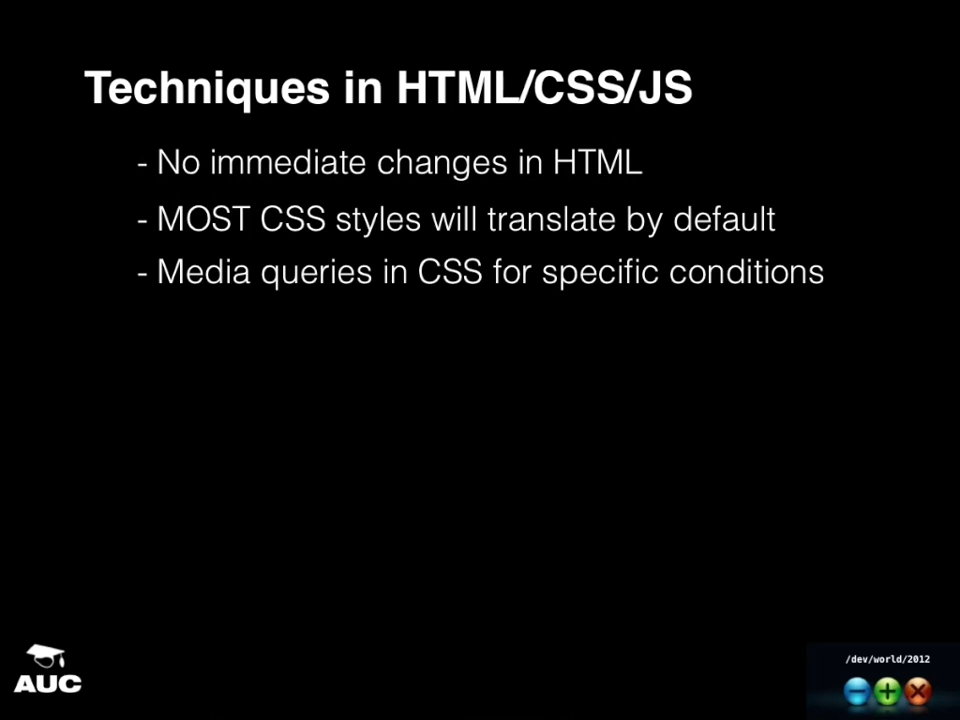 Techniques in HTML/CSS/JS
- No immediate changes in HTML
- MOST CSS styles will translate by default
- Media queries in CSS for specific conditions
AUC
/dev/world/2012